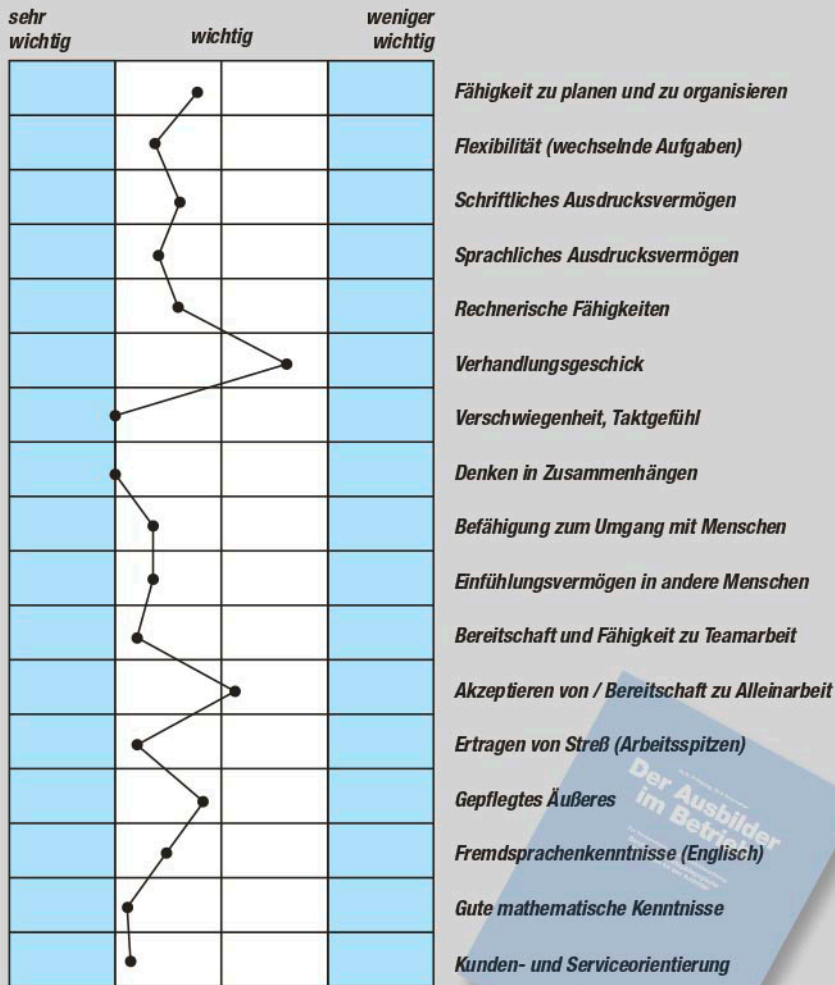 sehr
wichtig
wichtig
weniger
wichtig
Fähigkeit zu planen und zu organisieren
Flexibilität (wechselnde Aufgaben)
Schriftliches Ausdrucksvermögen
Sprachliches Ausdrucksvermögen
Rechnerische Fähigkeiten
Verhandlungsgeschick
Verschwiegenheit, Taktgefühl
Denken in Zusammenhängen
Befähigung zum Umgang mit Menschen
Einfühlungsvermögen in andere Menschen
Bereitschaft und Fähigkeit zu Teamarbeit
Akzeptieren von / Bereitschaft zu Alleinarbeit
Ertragen von Streß (Arbeitsspitzen)
Gepflegtes Äußeres
Fremdsprachenkenntnisse (Englisch)
Gute mathematische Kenntnisse
Kunden- und Serviceorientierung
Der Ausbilder
im Betrieb